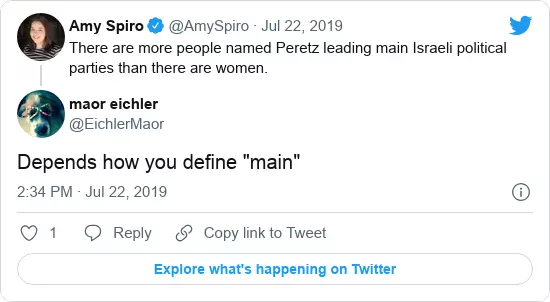 Amy Spiro @AmySpiro · Jul 22, 2019
There are more people named Peretz leading main Israeli political
parties than there are women.
maor eichler
@EichlerMaor
Depends how you define "main"
2:34 PM · Jul 22, 2019
1 Reply Copy link to Tweet
Explore what's happening on Twitter